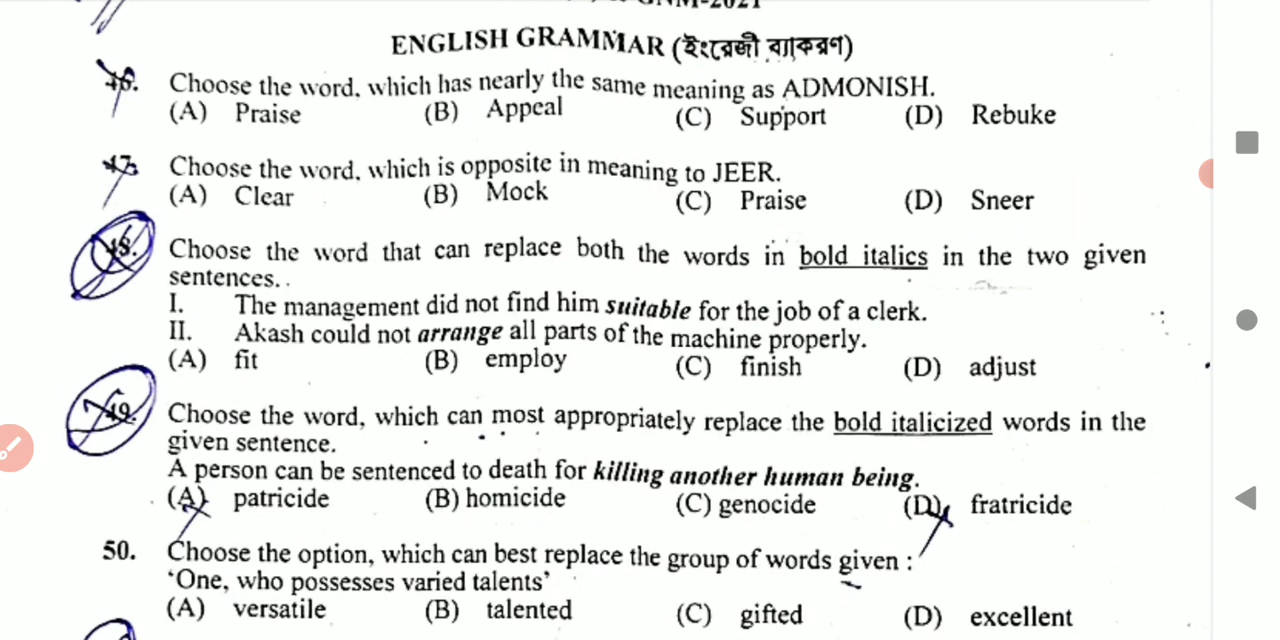 GNM-2021
ENGLISH GRAMMAR (ইংরেজী ব্যাকরণ)
46. Choose the word, which has nearly the same meaning as ADMONISH.
(A) Praise (B) Appeal (C) Support (D) Rebuke
47. Choose the word, which is opposite in meaning to JEER.
(A) Clear (B) Mock (C) Praise (D) Sneer
48. Choose the word that can replace both the words in bold italics in the two given
sentences.
I. The management did not find him suitable for the job of a clerk.
II. Akash could not arrange all parts of the machine properly.
(A) fit (B) employ (C) finish (D) adjust
49. Choose the word, which can most appropriately replace the bold italicized words in the
given sentence.
A person can be sentenced to death for killing another human being.
(A) patricide (B) homicide (C) genocide (D) fratricide
50. Choose the option, which can best replace the group of words given :
‘One, who possesses varied talents’
(A) versatile (B) talented (C) gifted (D) excellent